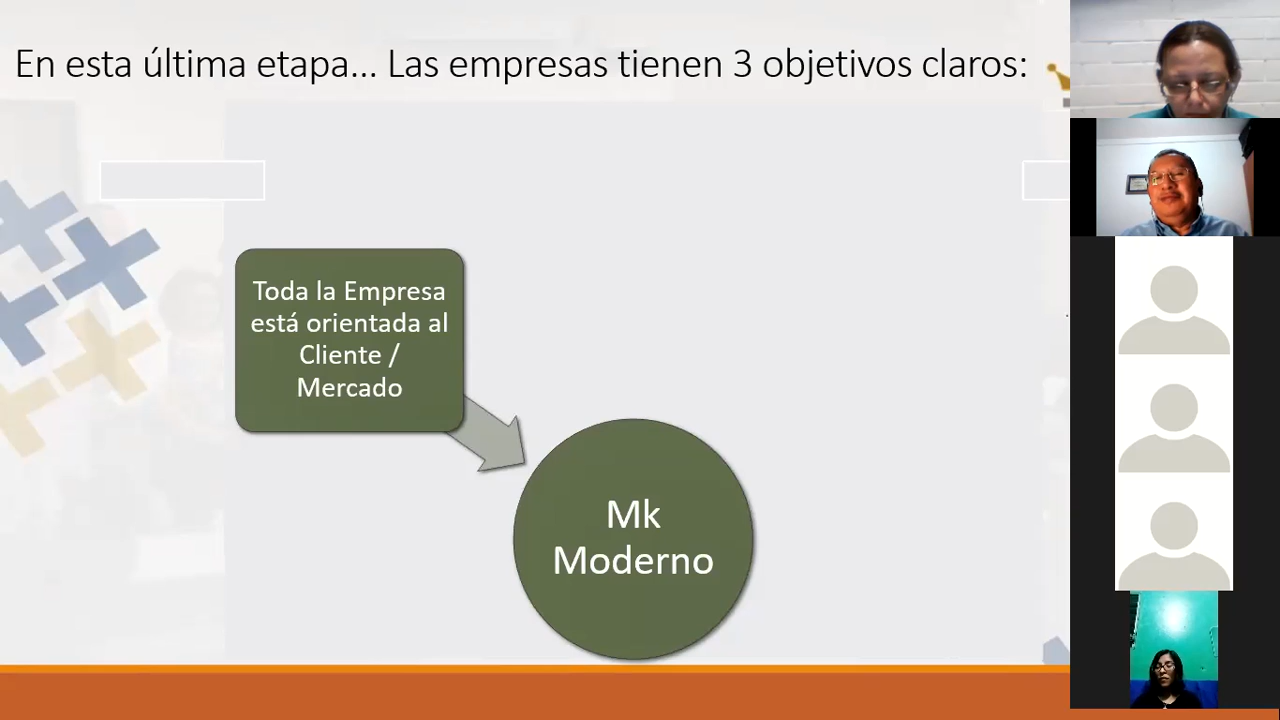 En esta última etapa... Las empresas tienen 3 objetivos claros:
Toda la Empresa
está orientada al
Cliente /
Mercado
Mk
Moderno